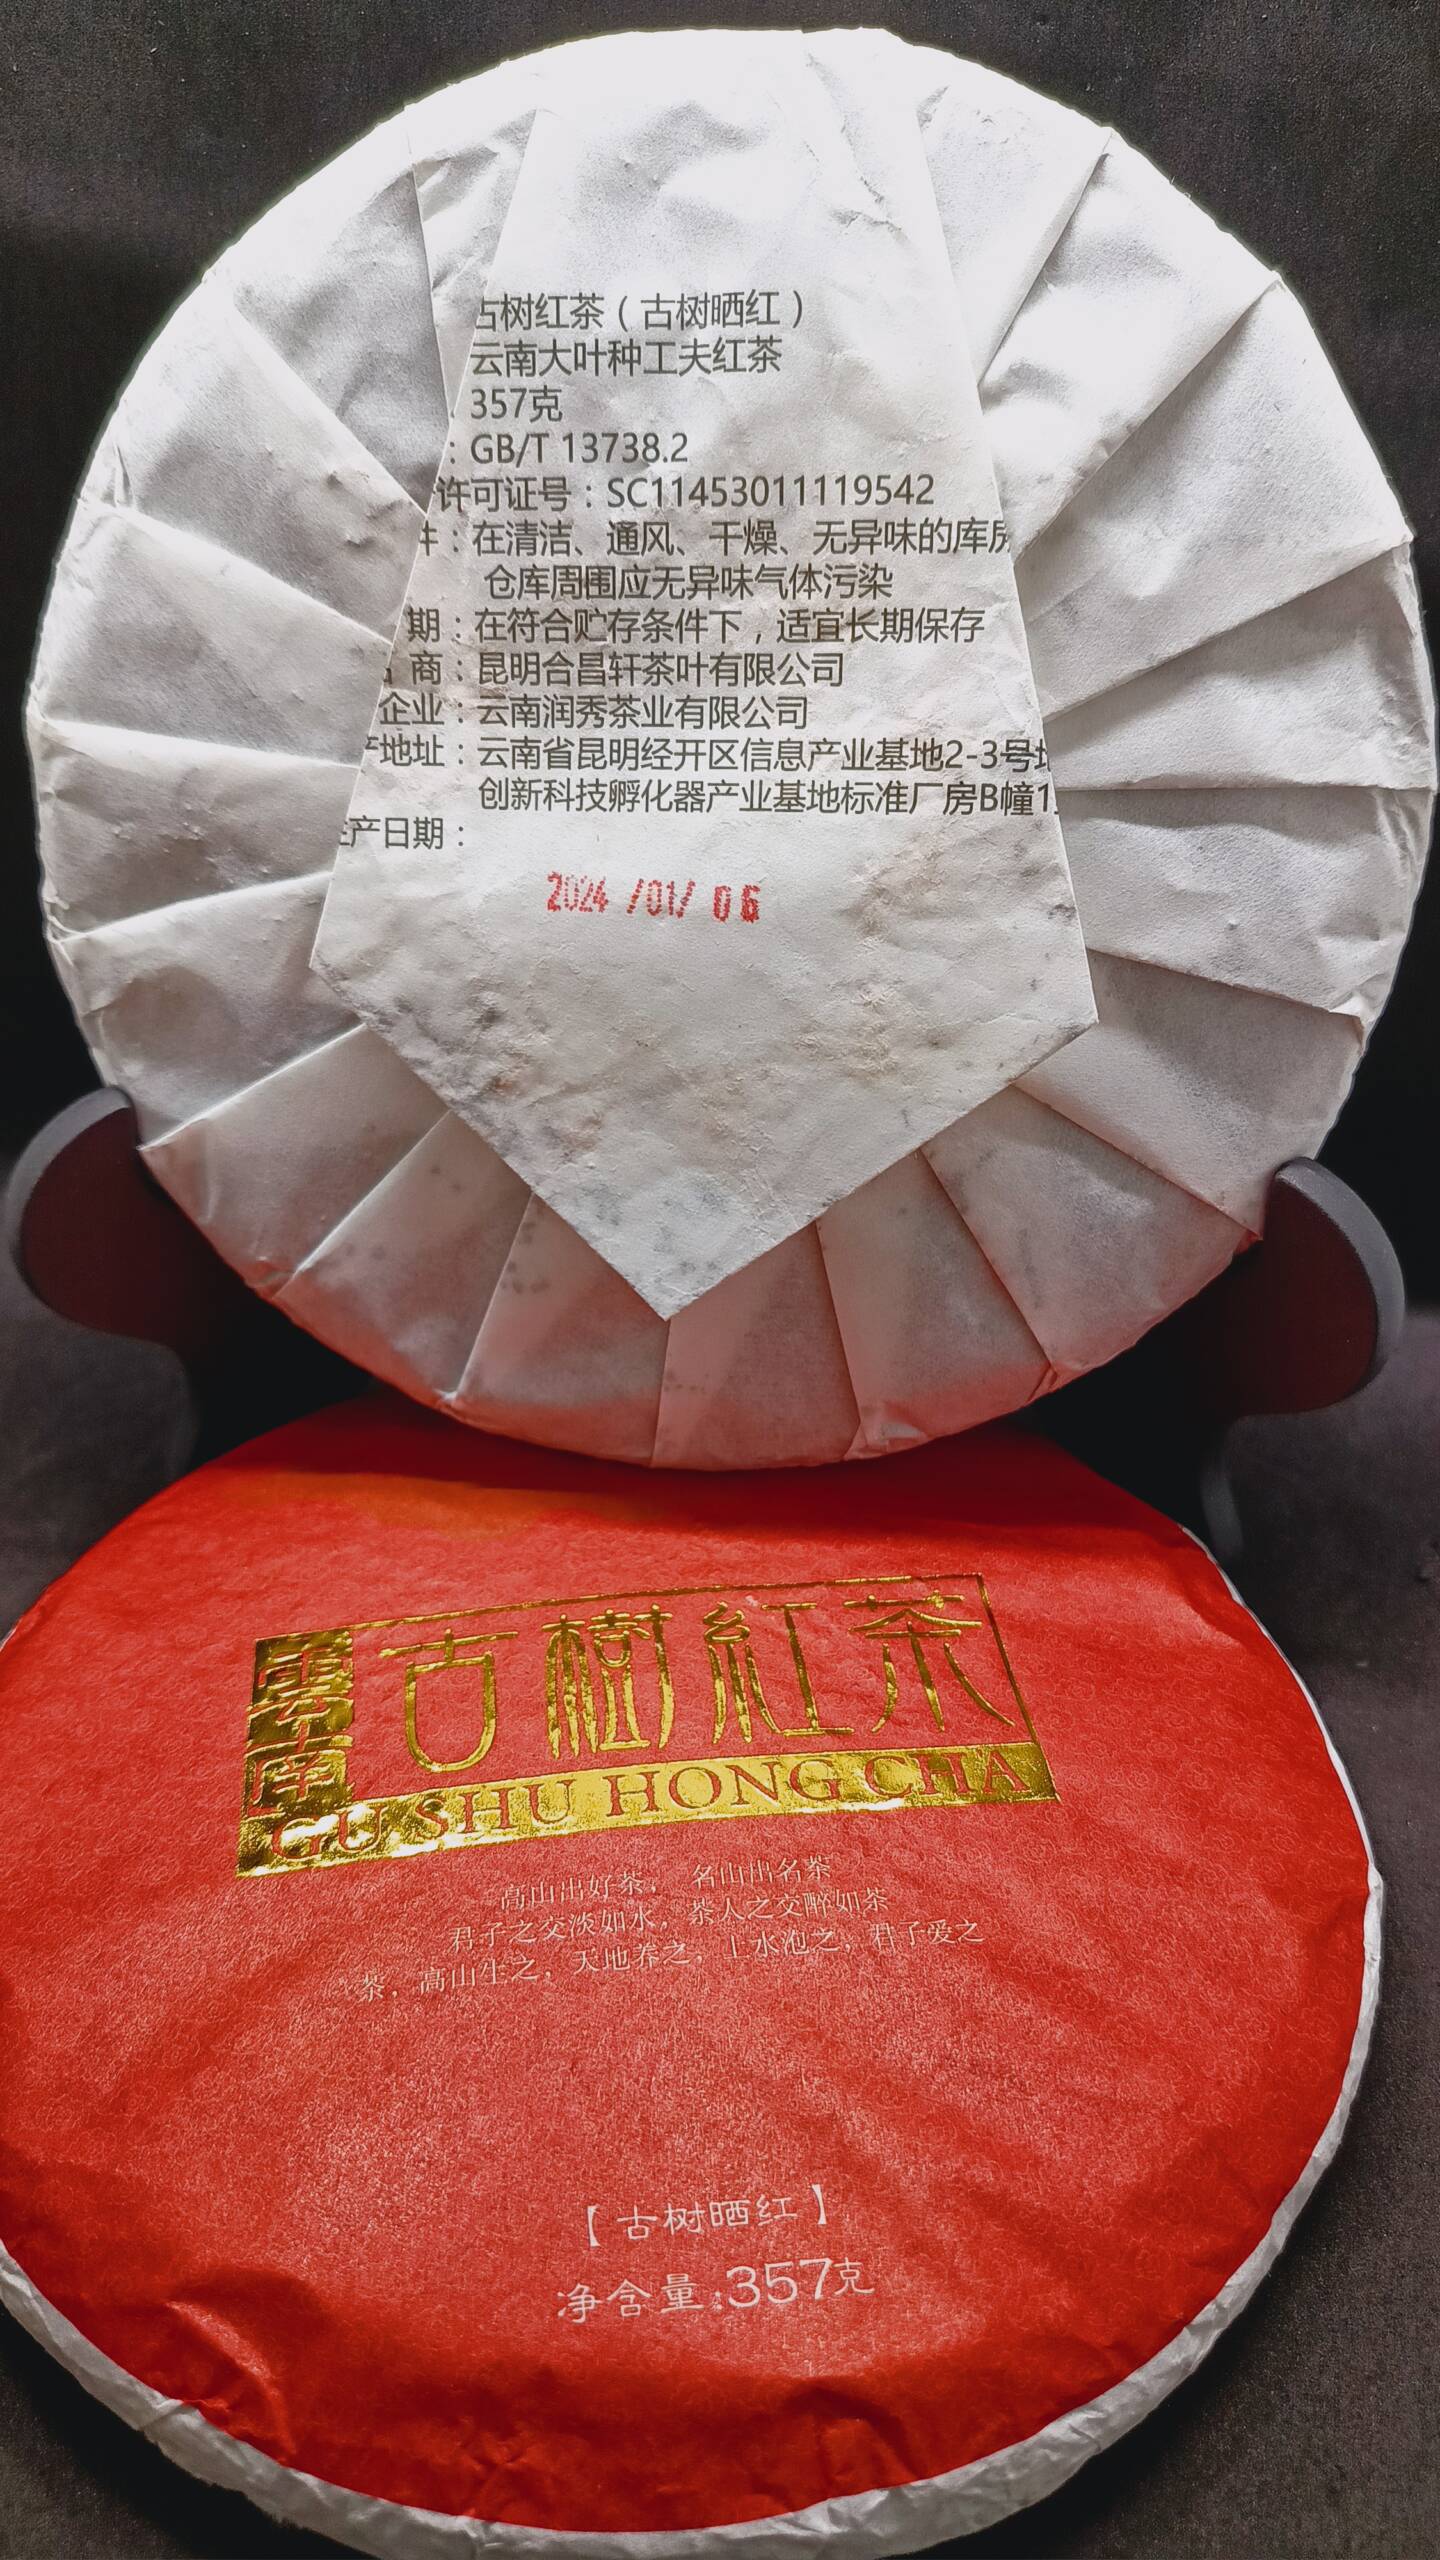 古树红茶（古树晒红）
云南大叶种工夫红茶
357克
: GB/T 13738.2
许可证号：SC11453011119542
件：在清洁、通风、干燥、无异味的库房
仓库周围应无异味气体污染
期：在符合贮存条件下，适宜长期保存
商：昆明合昌轩茶叶有限公司
企业：云南润秀茶业有限公司
产地址：云南省昆明经开区信息产业基地2-3号地
创新科技孵化器产业基地标准厂房B幢1
生产日期：
2024 /01/ 06
雲南
古樹紅茶
GU SHU HONG CHA
高山出好茶， 名山出名茶
君子之交淡如水，茶人之交醉如茶
茶，高山生之，天地养之，上水泡之，君子爱之
【古树晒红】
净含量:357克